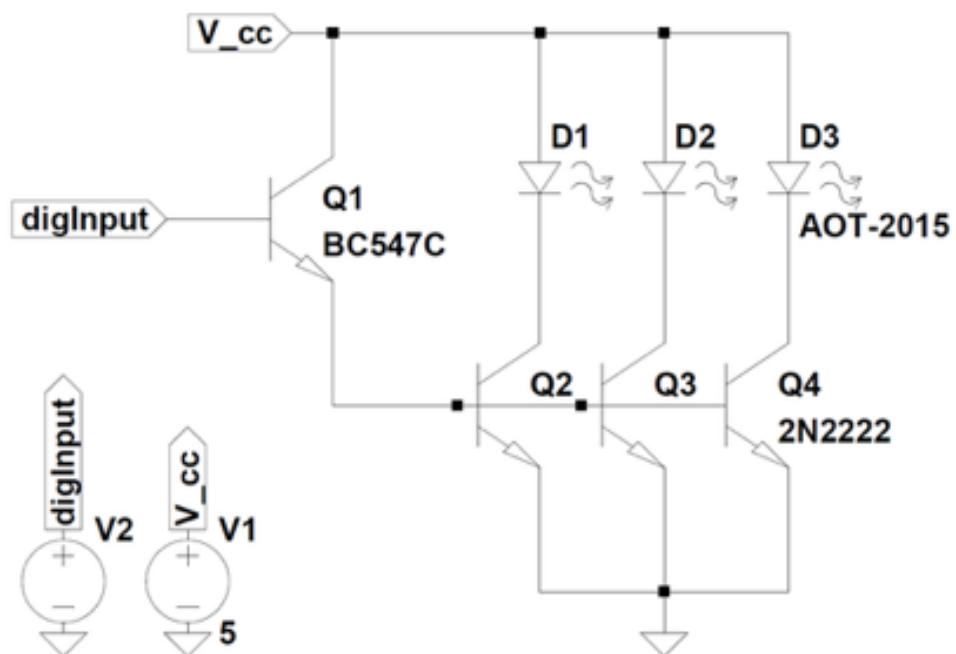 V_cc
D1
D2
D3
digInput
Q1
BC547C
AOT-2015
Q2
Q3
Q4
2N2222
digInput
V2
V_cc
V1
5